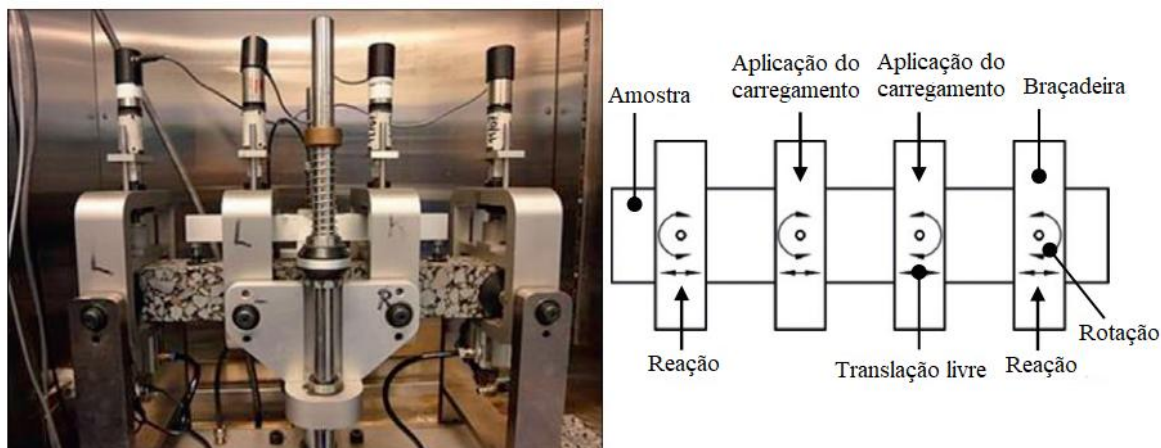 Amostra
Aplicação do
carregamento
Aplicação do
carregamento
Braçadeira
Reação
Translação livre
Reação
Rotação
L
L
K
R